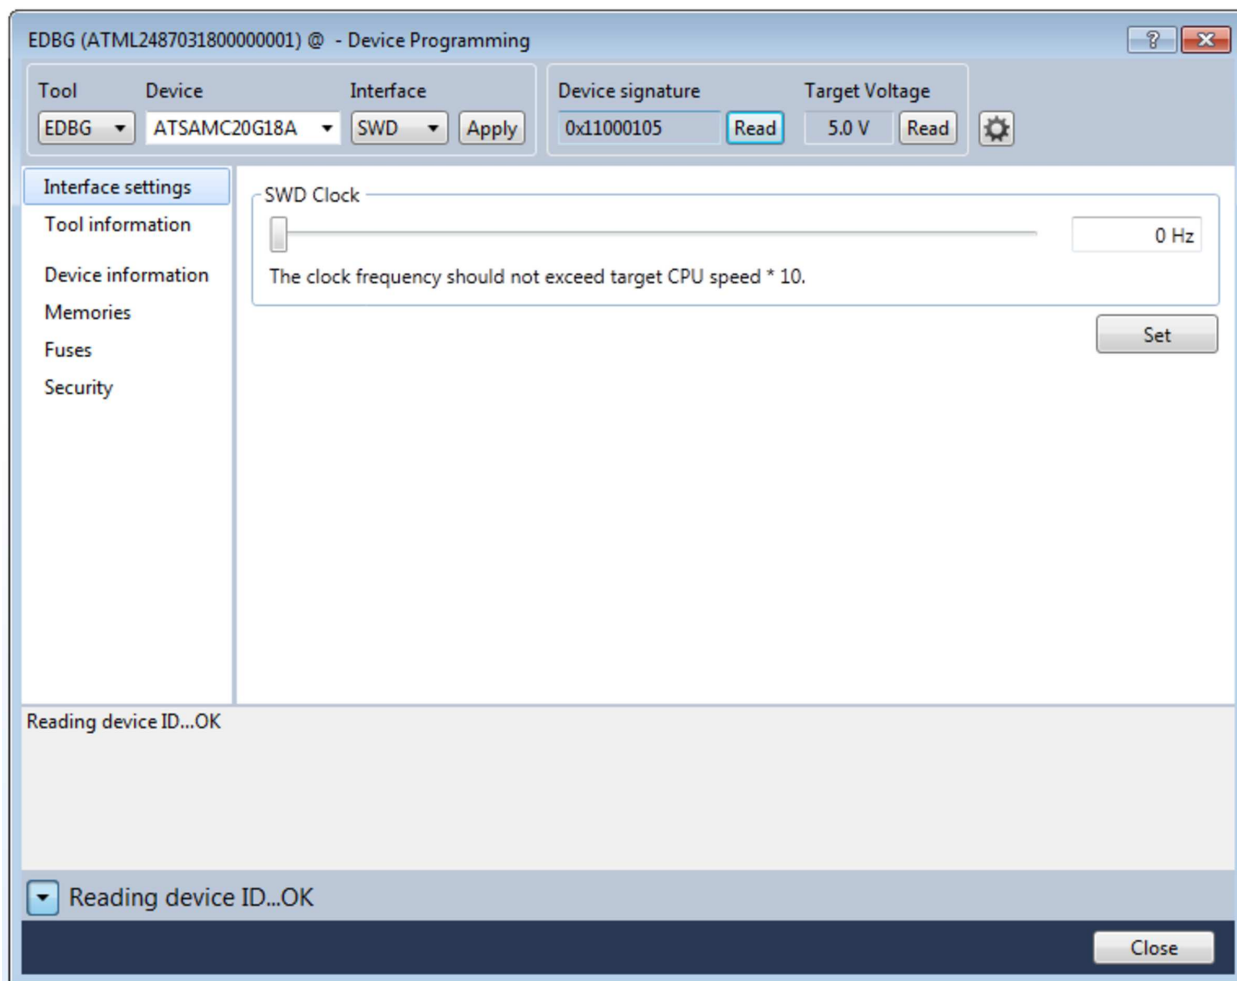 EDBG (ATML2487031800000001) @  - Device Programming
Tool Device Interface Device signature Target Voltage
EDBG ATSAMC20G18A SWD Apply 0x11000105 Read 5.0 V Read
Interface settings
Tool information
Device information
Memories
Fuses
Security
SWD Clock
0 Hz
The clock frequency should not exceed target CPU speed * 10.
Set
Reading device ID...OK
Reading device ID...OK
Close